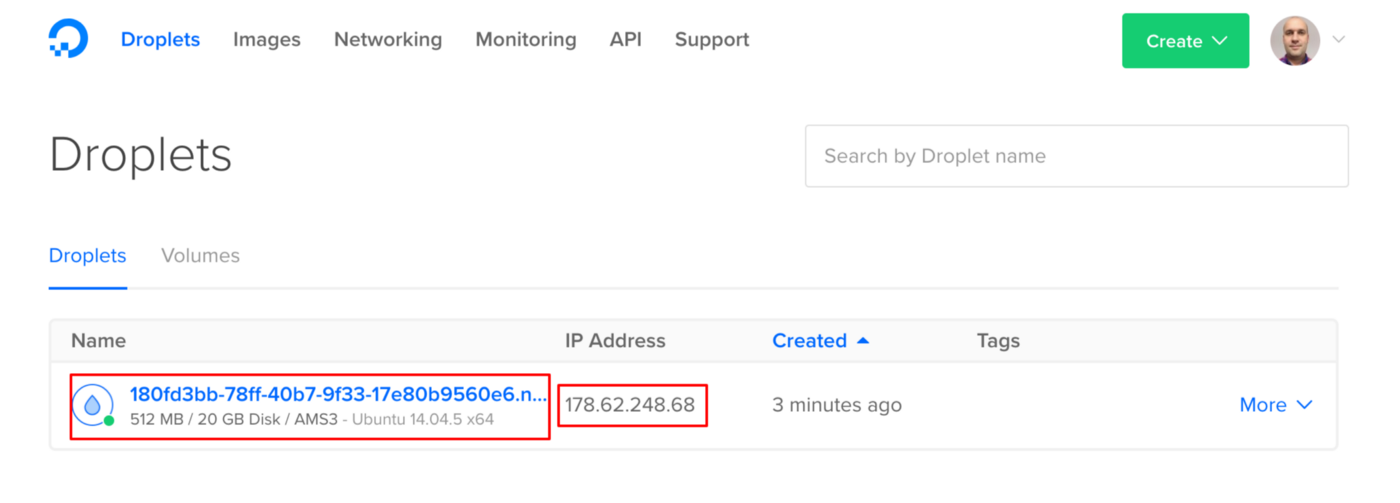 Droplets Images Networking Monitoring API Support Create
Droplets
Search by Droplet name
Droplets Volumes
Name IP Address Created Tags
180fd3bb-78ff-40b7-9f33-17e80b9560e6.n... 178.62.248.68 3 minutes ago More
512 MB / 20 GB Disk / AMS3 - Ubuntu 14.04.5 x64